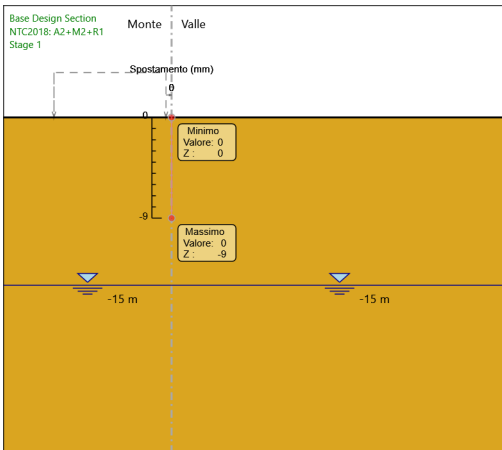 Base Design Section
NTC2018: A2+M2+R1
Stage 1
Monte Valle
Spostamento (mm)
0
0
Minimo
Valore: 0
Z : 0
-9
Massimo
Valore: 0
Z : -9
-15 m
-15 m